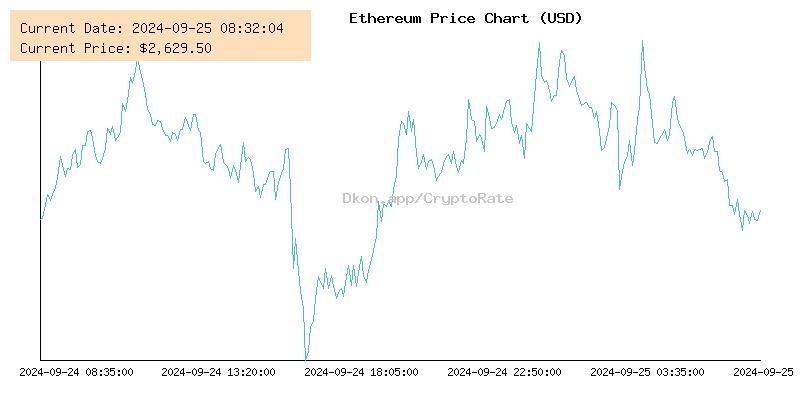 Ethereum Price Chart (USD)
Current Date: 2024-09-25 08:32:04
Current Price: $2,629.50
Dkon.app/CryptoRate
2024-09-24 08:35:00 2024-09-24 13:20:00 2024-09-24 18:05:00 2024-09-24 22:50:00 2024-09-25 03:35:00 2024-09-25